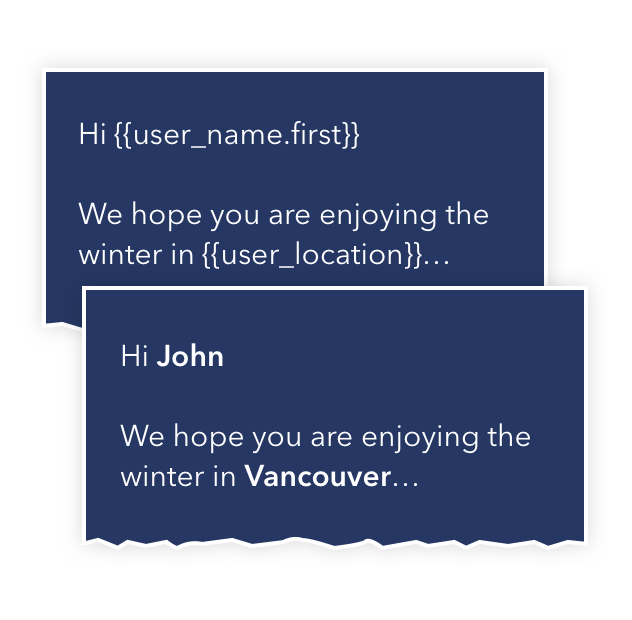 Hi {{user_name.first}}
We hope you are enjoying the
winter in {{user_location}}…
Hi John
We hope you are enjoying the
winter in Vancouver…